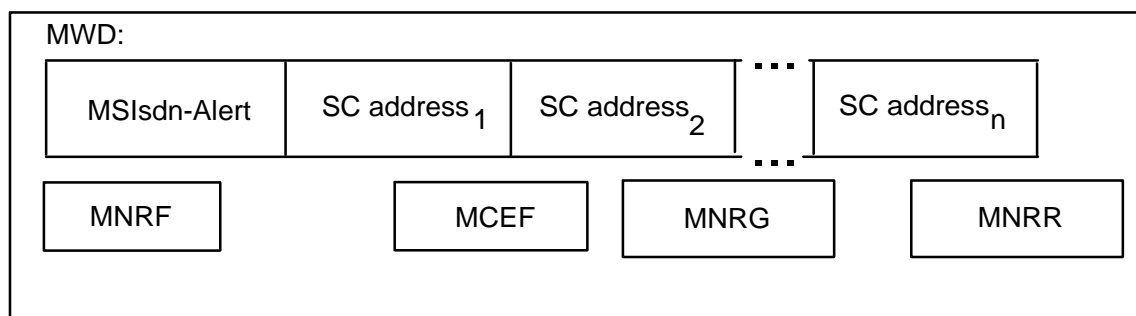 MWD:
MSIsdn-Alert SC address1 SC address2 ... SC addressn
...
MNRF MCEF MNRG MNRR